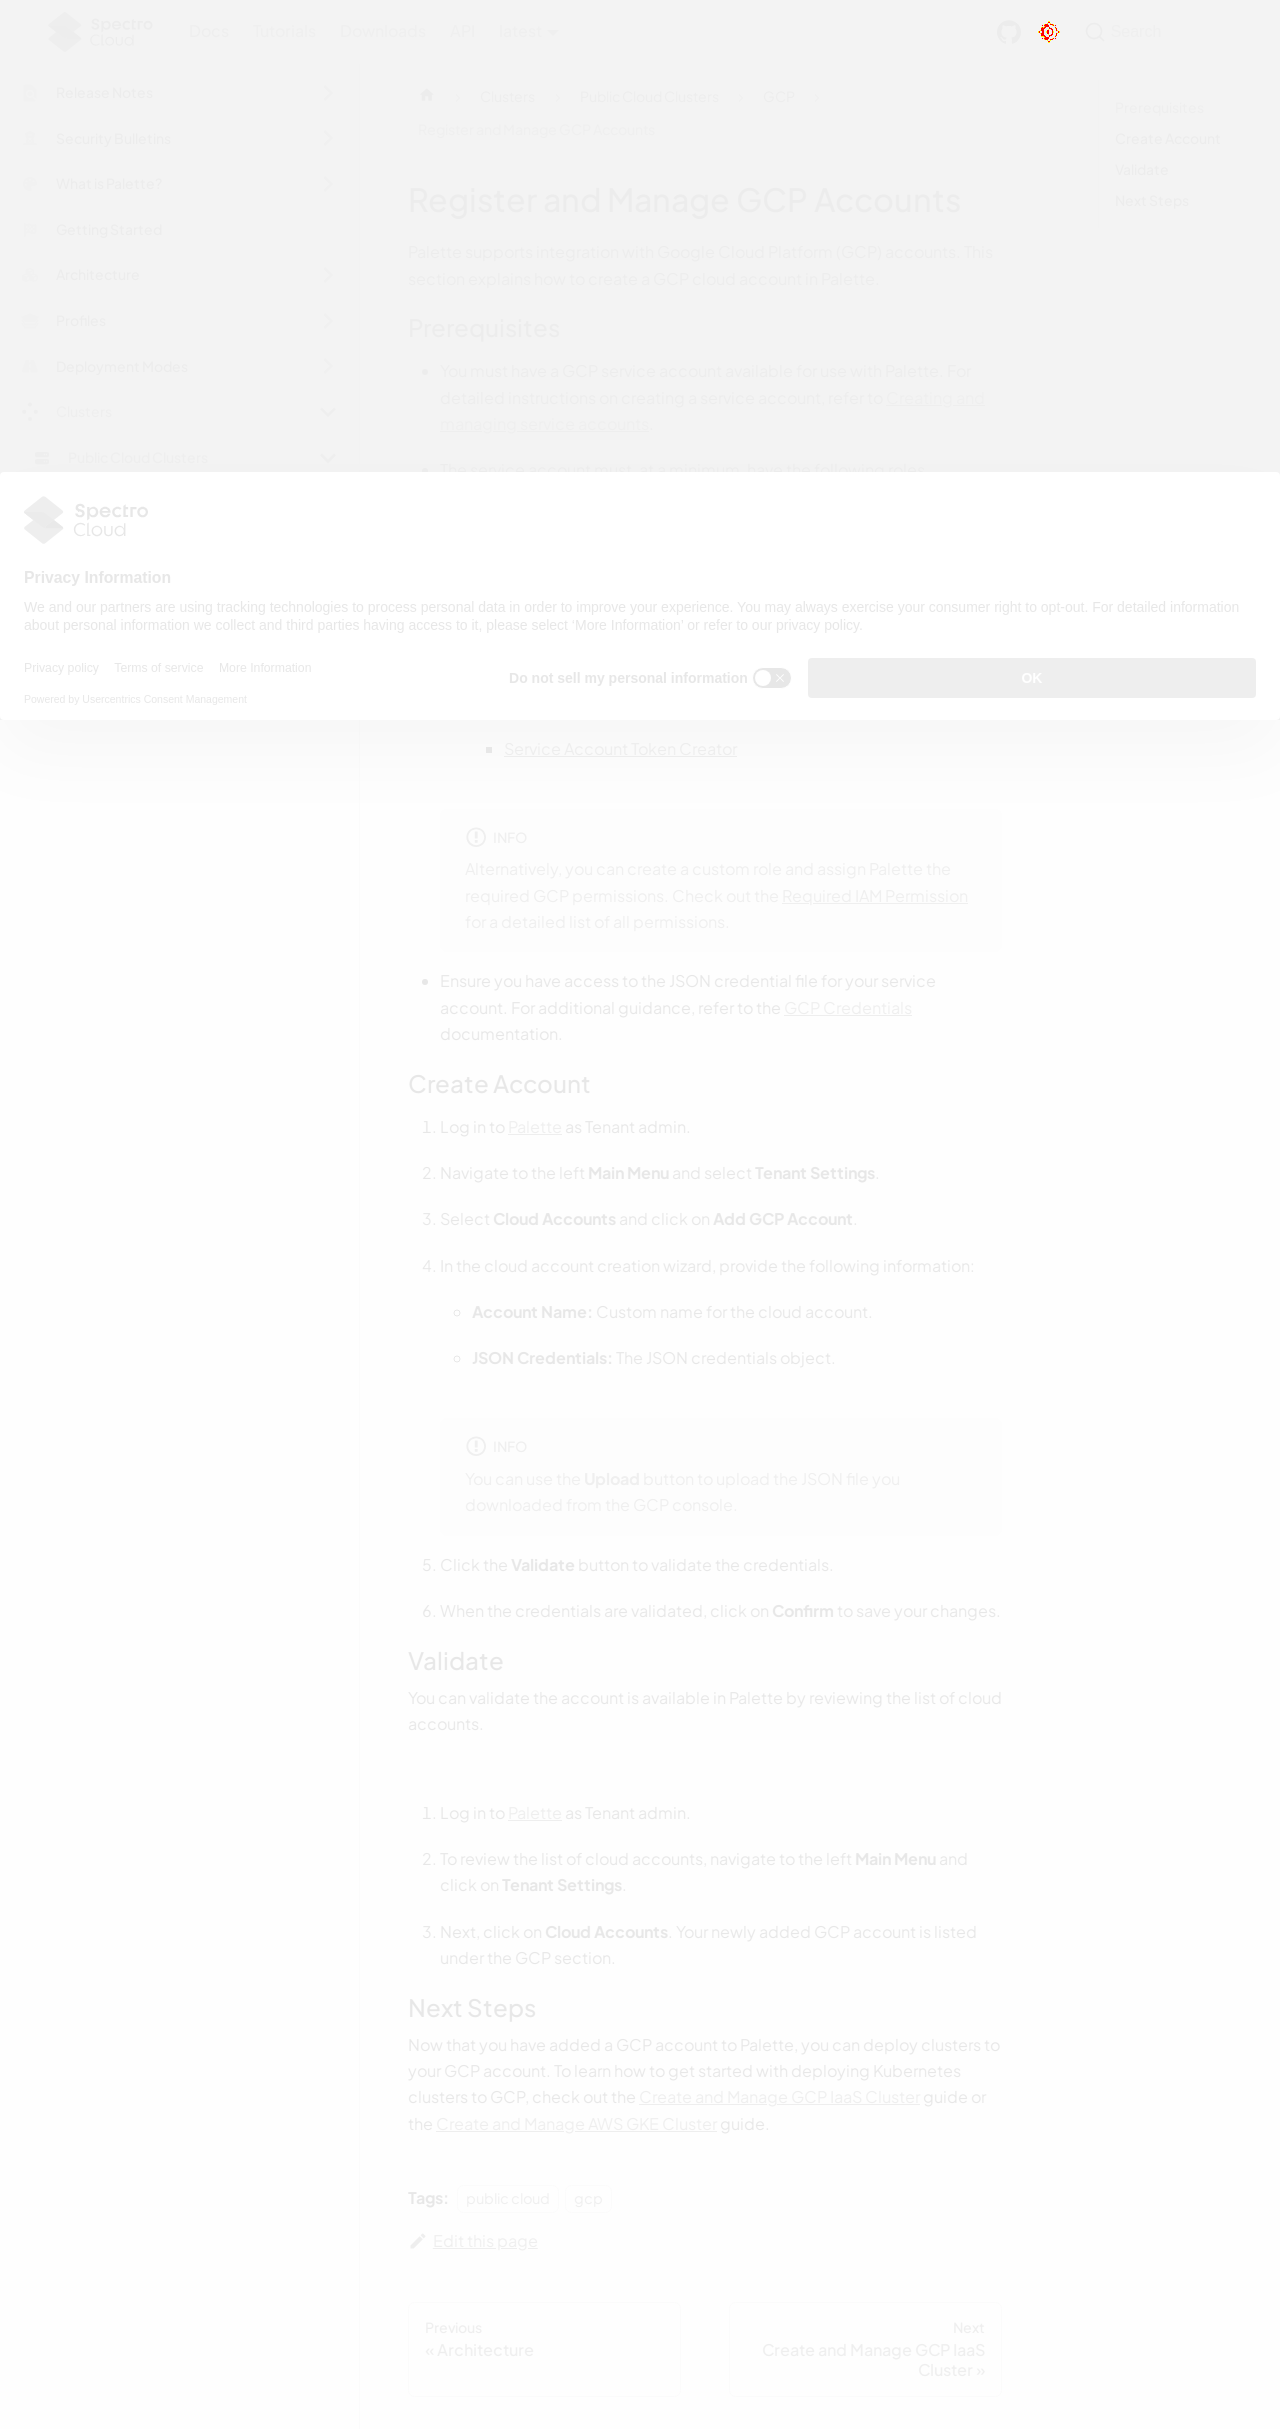 Spectro
Cloud
Docs
Tutorials
Downloads
API
latest
Search
Release Notes
Security Bulletins
What is Palette?
Getting Started
Architecture
Profiles
Deployment Modes
Clusters
Public Cloud Clusters
Clusters
Public Cloud Clusters
GCP
Register and Manage GCP Accounts
Register and Manage GCP Accounts
Palette supports integration with Google Cloud Platform (GCP) accounts. This
section explains how to create a GCP cloud account in Palette.
Prerequisites
You must have a GCP service account available for use with Palette. For
detailed instructions on creating a service account, refer to Creating and
managing service accounts.
The service account must, at a minimum, have the following roles.
Prerequisites
Create Account
Validate
Next Steps
Spectro
Cloud
Privacy Information
We and our partners are using tracking technologies to process personal data in order to improve your experience. You may always exercise your consumer right to opt-out. For detailed information
about personal information we collect and third parties having access to it, please select 'More Information' or refer to our privacy policy.
Privacy policy
Terms of service
More Information
Do not sell my personal information
OK
Powered by Usercentrics Consent Management
Service Account Token Creator
INFO
Alternatively, you can create a custom role and assign Palette the
required GCP permissions. Check out the Required IAM Permission
for a detailed list of all permissions.
Ensure you have access to the JSON credential file for your service
account. For additional guidance, refer to the GCP Credentials
documentation.
Create Account
1. Log in to Palette as Tenant admin.
2. Navigate to the left Main Menu and select Tenant Settings.
3. Select Cloud Accounts and click on Add GCP Account.
4. In the cloud account creation wizard, provide the following information:
Account Name: Custom name for the cloud account.
JSON Credentials: The JSON credentials object.
INFO
You can use the Upload button to upload the JSON file you
downloaded from the GCP console.
5. Click the Validate button to validate the credentials.
6. When the credentials are validated, click on Confirm to save your changes.
Validate
You can validate the account is available in Palette by reviewing the list of cloud
accounts.
1. Log in to Palette as Tenant admin.
2. To review the list of cloud accounts, navigate to the left Main Menu and
click on Tenant Settings.
3. Next, click on Cloud Accounts. Your newly added GCP account is listed
under the GCP section.
Next Steps
Now that you have added a GCP account to Palette, you can deploy clusters to
your GCP account. To learn how to get started with deploying Kubernetes
clusters to GCP, check out the Create and Manage GCP IaaS Cluster guide or
the Create and Manage AWS GKE Cluster guide.
Tags: public cloud gcp
Edit this page
Previous
« Architecture
Next
Create and Manage GCP IaaS
Cluster »